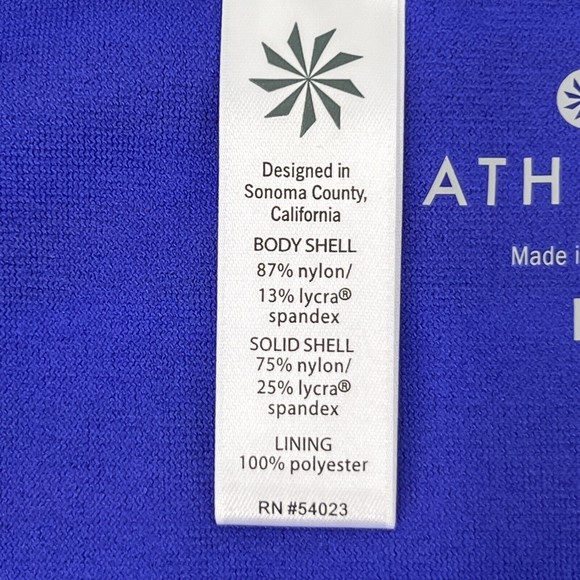 Designed in
Sonoma County,
California
BODY SHELL
87% nylon/
13% lycra®
spandex
SOLID SHELL
75% nylon/
25% lycra®
spandex
LINING
100% polyester
RN #54023
ATH
Made i